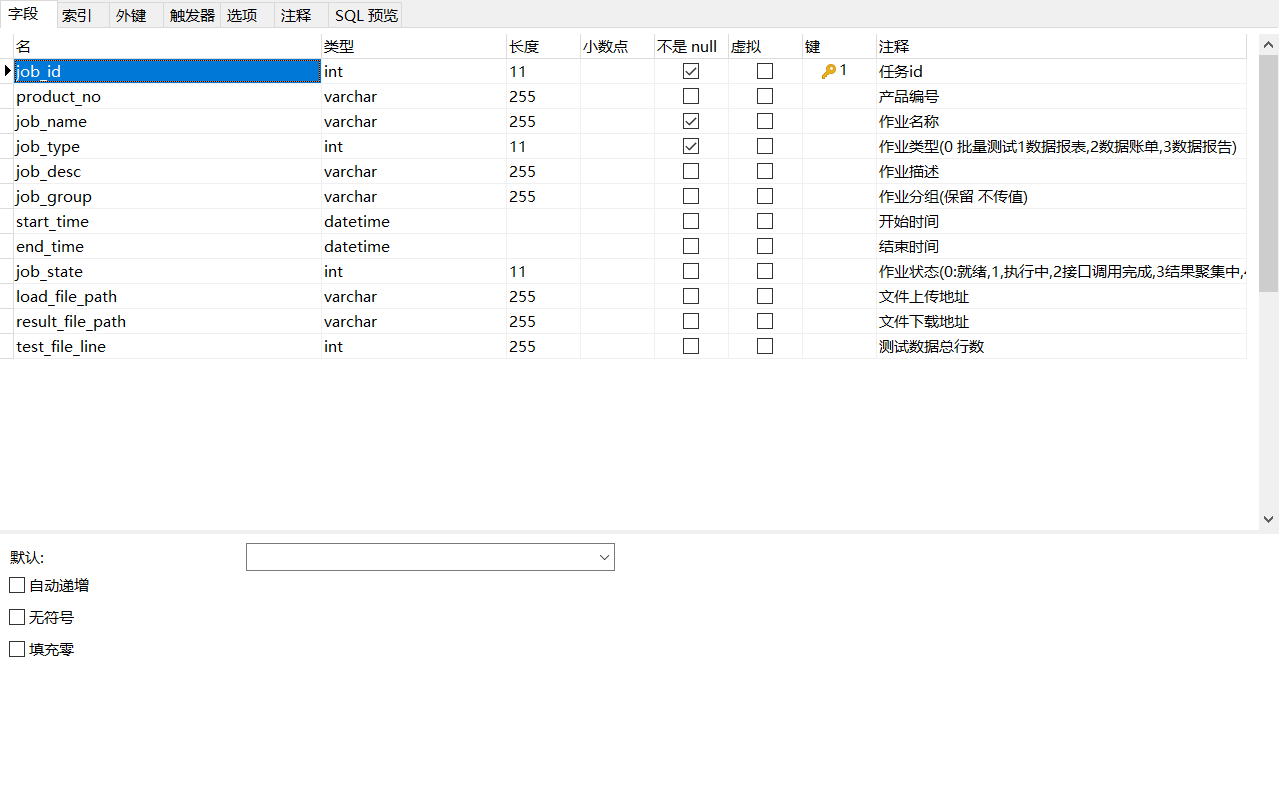 字段 索引 外键 触发器 选项 注释 SQL 预览
名 类型 长度 小数点 不是 null 虚拟 键 注释
job_id int 11 1 任务id
product_no varchar 255 产品编号
job_name varchar 255 作业名称
job_type int 11 作业类型(0 批量测试1数据报表,2数据账单,3数据报告)
job_desc varchar 255 作业描述
job_group varchar 255 作业分组(保留 不传值)
start_time datetime 开始时间
end_time datetime 结束时间
job_state int 11 作业状态(0:就绪,1,执行中,2接口调用完成,3结果聚集中,
load_file_path varchar 255 文件上传地址
result_file_path varchar 255 文件下载地址
test_file_line int 255 测试数据总行数
默认:
自动递增
无符号
填充零